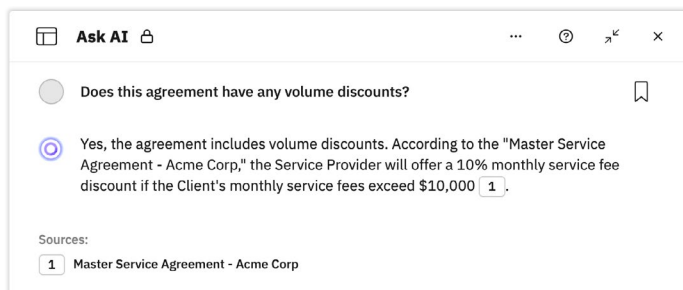 Ask AI
Does this agreement have any volume discounts?
Yes, the agreement includes volume discounts. According to the "Master Service
Agreement - Acme Corp," the Service Provider will offer a 10% monthly service fee
discount if the Client's monthly service fees exceed $10,000 1.
Sources:
1 Master Service Agreement - Acme Corp